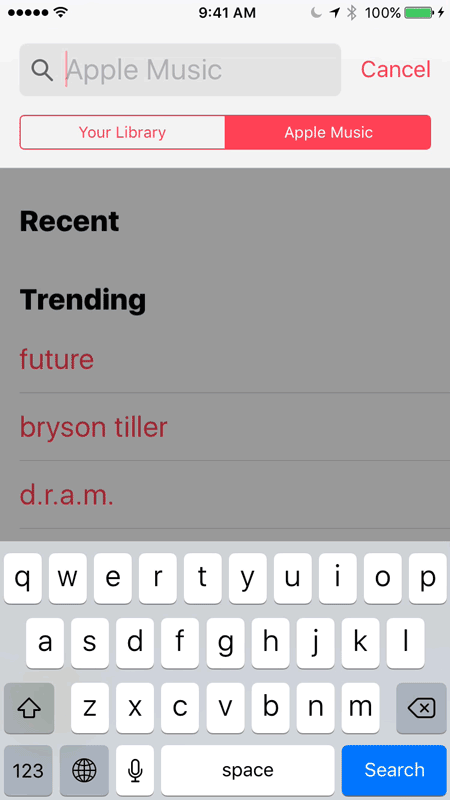 9:41 AM 100%
Apple Music Cancel
Your Library Apple Music
Recent
Trending
future
bryson tiller
d.r.a.m.
q w e r t y u i o p
a s d f g h j k l
z x c v b n m
123 space Search